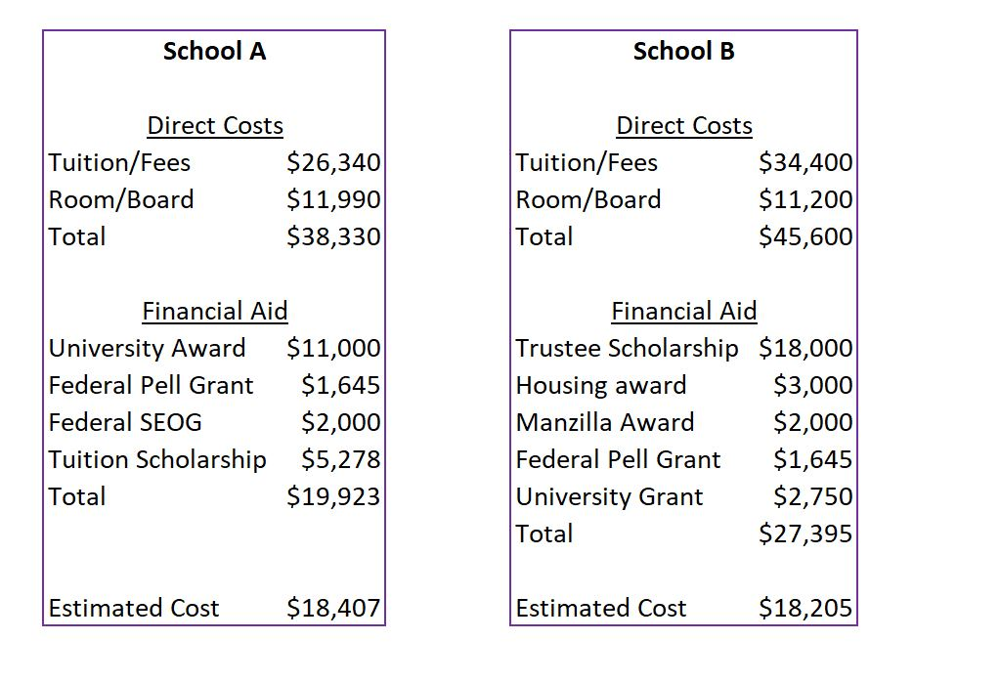 School A
Direct Costs
Tuition/Fees $26,340
Room/Board $11,990
Total $38,330
Financial Aid
University Award $11,000
Federal Pell Grant $1,645
Federal SEOG $2,000
Tuition Scholarship $5,278
Total $19,923
Estimated Cost $18,407
School B
Direct Costs
Tuition/Fees $34,400
Room/Board $11,200
Total $45,600
Financial Aid
Trustee Scholarship $18,000
Housing award $3,000
Manzilla Award $2,000
Federal Pell Grant $1,645
University Grant $2,750
Total $27,395
Estimated Cost $18,205